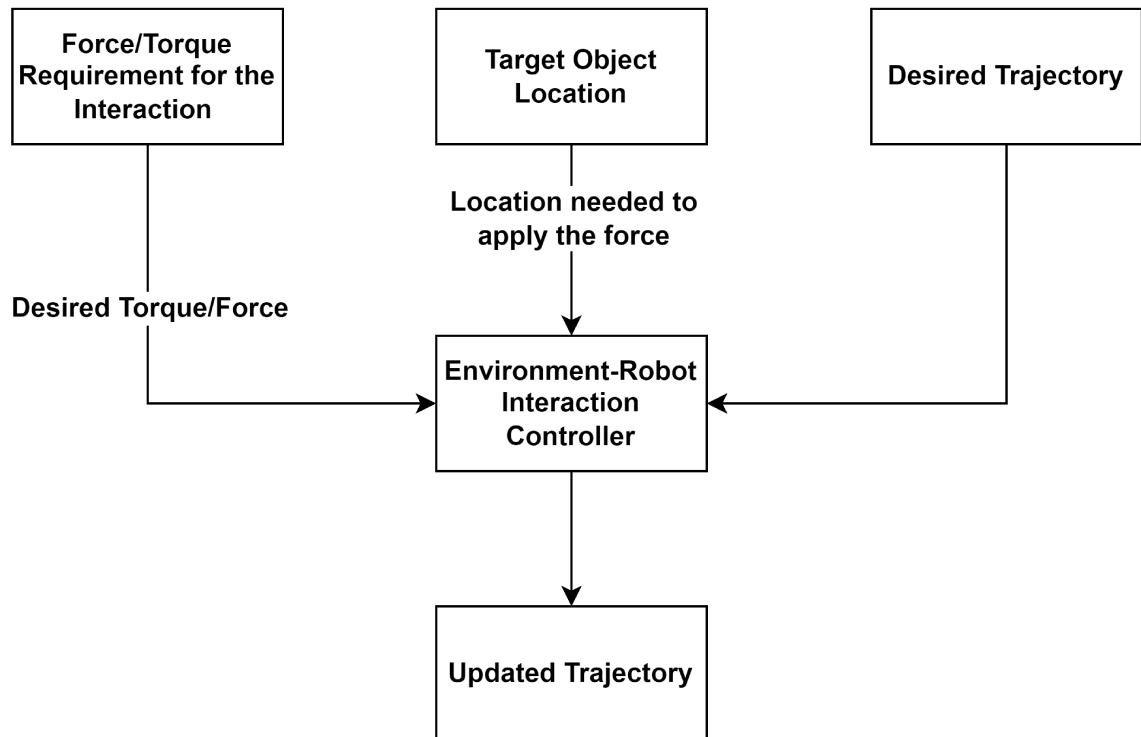 Force/Torque
Requirement for the
Interaction
Target Object
Location
Desired Trajectory
Location needed to
apply the force
Desired Torque/Force
Environment-Robot
Interaction
Controller
Updated Trajectory